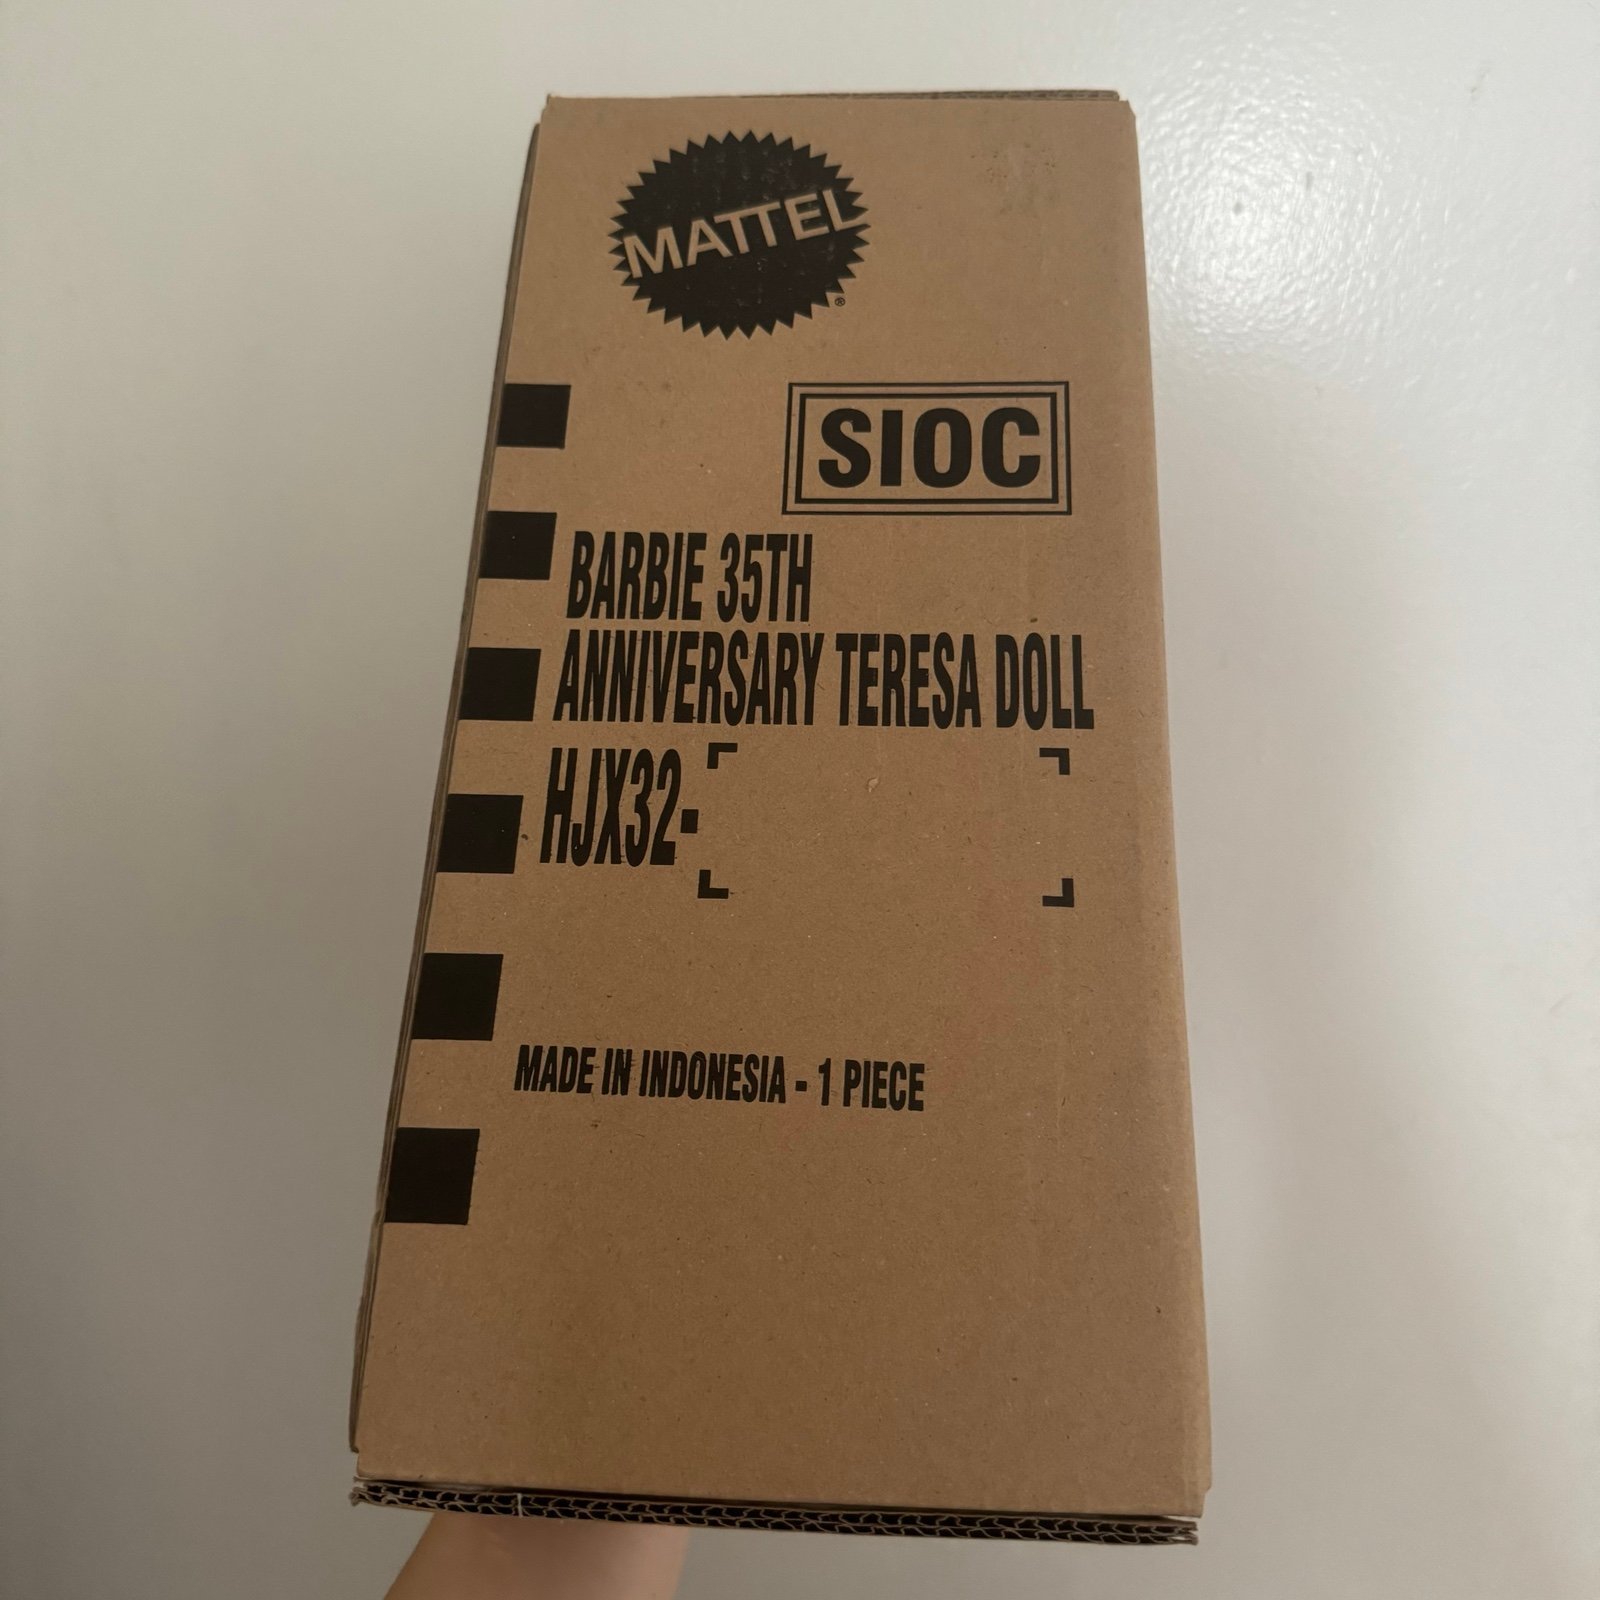 MATTEL
®
SIOC
BARBIE 35TH
ANNIVERSARY TERESA DOLL
HJX32-
MADE IN INDONESIA - 1 PIECE